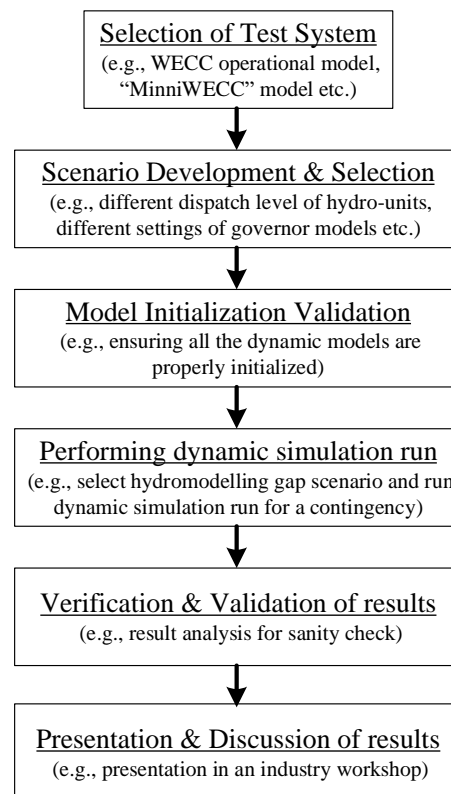 Selection of Test System
(e.g., WECC operational model,
“MinniWECC” model etc.)
Scenario Development & Selection
(e.g., different dispatch level of hydro-units,
different settings of governor models etc.)
Model Initialization Validation
(e.g., ensuring all the dynamic models are
properly initialized)
Performing dynamic simulation run
(e.g., select hydromodelling gap scenario and run
dynamic simulation run for a contingency)
Verification & Validation of results
(e.g., result analysis for sanity check)
Presentation & Discussion of results
(e.g., presentation in an industry workshop)